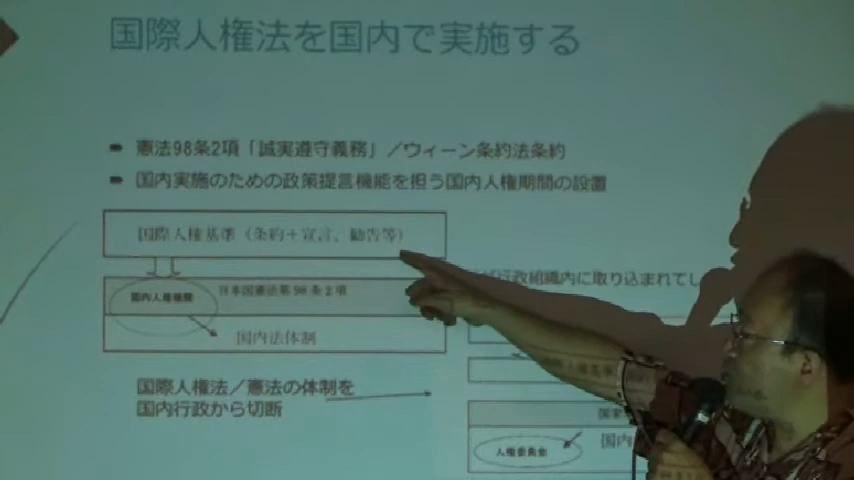 国際人権法を国内で実施する
憲法98条2項「誠実遵守義務」／ウィーン条約法条約
国内実施のための政策提言機能を担う国内人権期間の設置
国際人権基準（条約＋宣言、勧告等）
国内人権機関
日本国憲法第98条2項
国内法体制
国際人権法／憲法の体制を
国内行政から切断
行政組織内に取り込まれてし
国家
国内
人権委員会